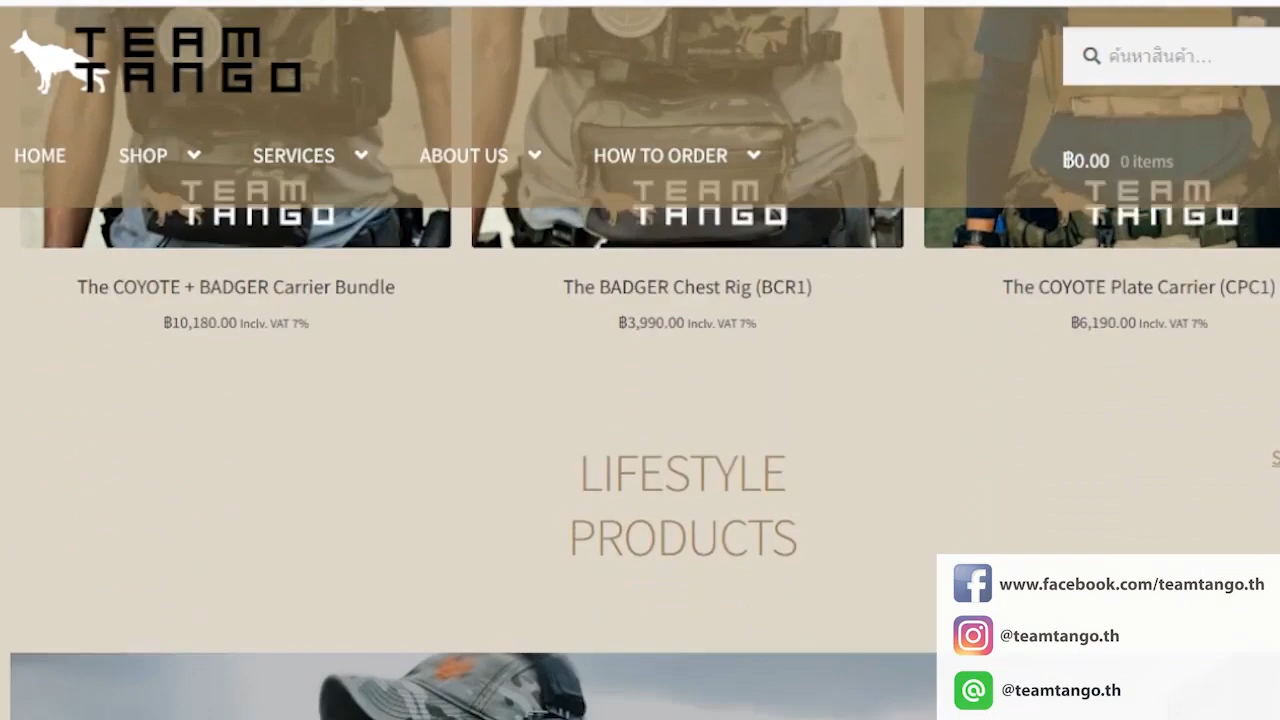 TEAM
TANGO
ค้นหาสินค้า…
HOME
SHOP
SERVICES
ABOUT US
HOW TO ORDER
฿0.00 0 items
TEAM
TANGO
TEAM
TANGO
TEAM
TANGO
The COYOTE + BADGER Carrier Bundle
The BADGER Chest Rig (BCR1)
The COYOTE Plate Carrier (CPC1)
฿10,180.00 Inclv. VAT 7%
฿3,990.00 Inclv. VAT 7%
฿6,190.00 Inclv. VAT 7%
LIFESTYLE
PRODUCTS
www.facebook.com/teamtango.th
@teamtango.th
@teamtango.th